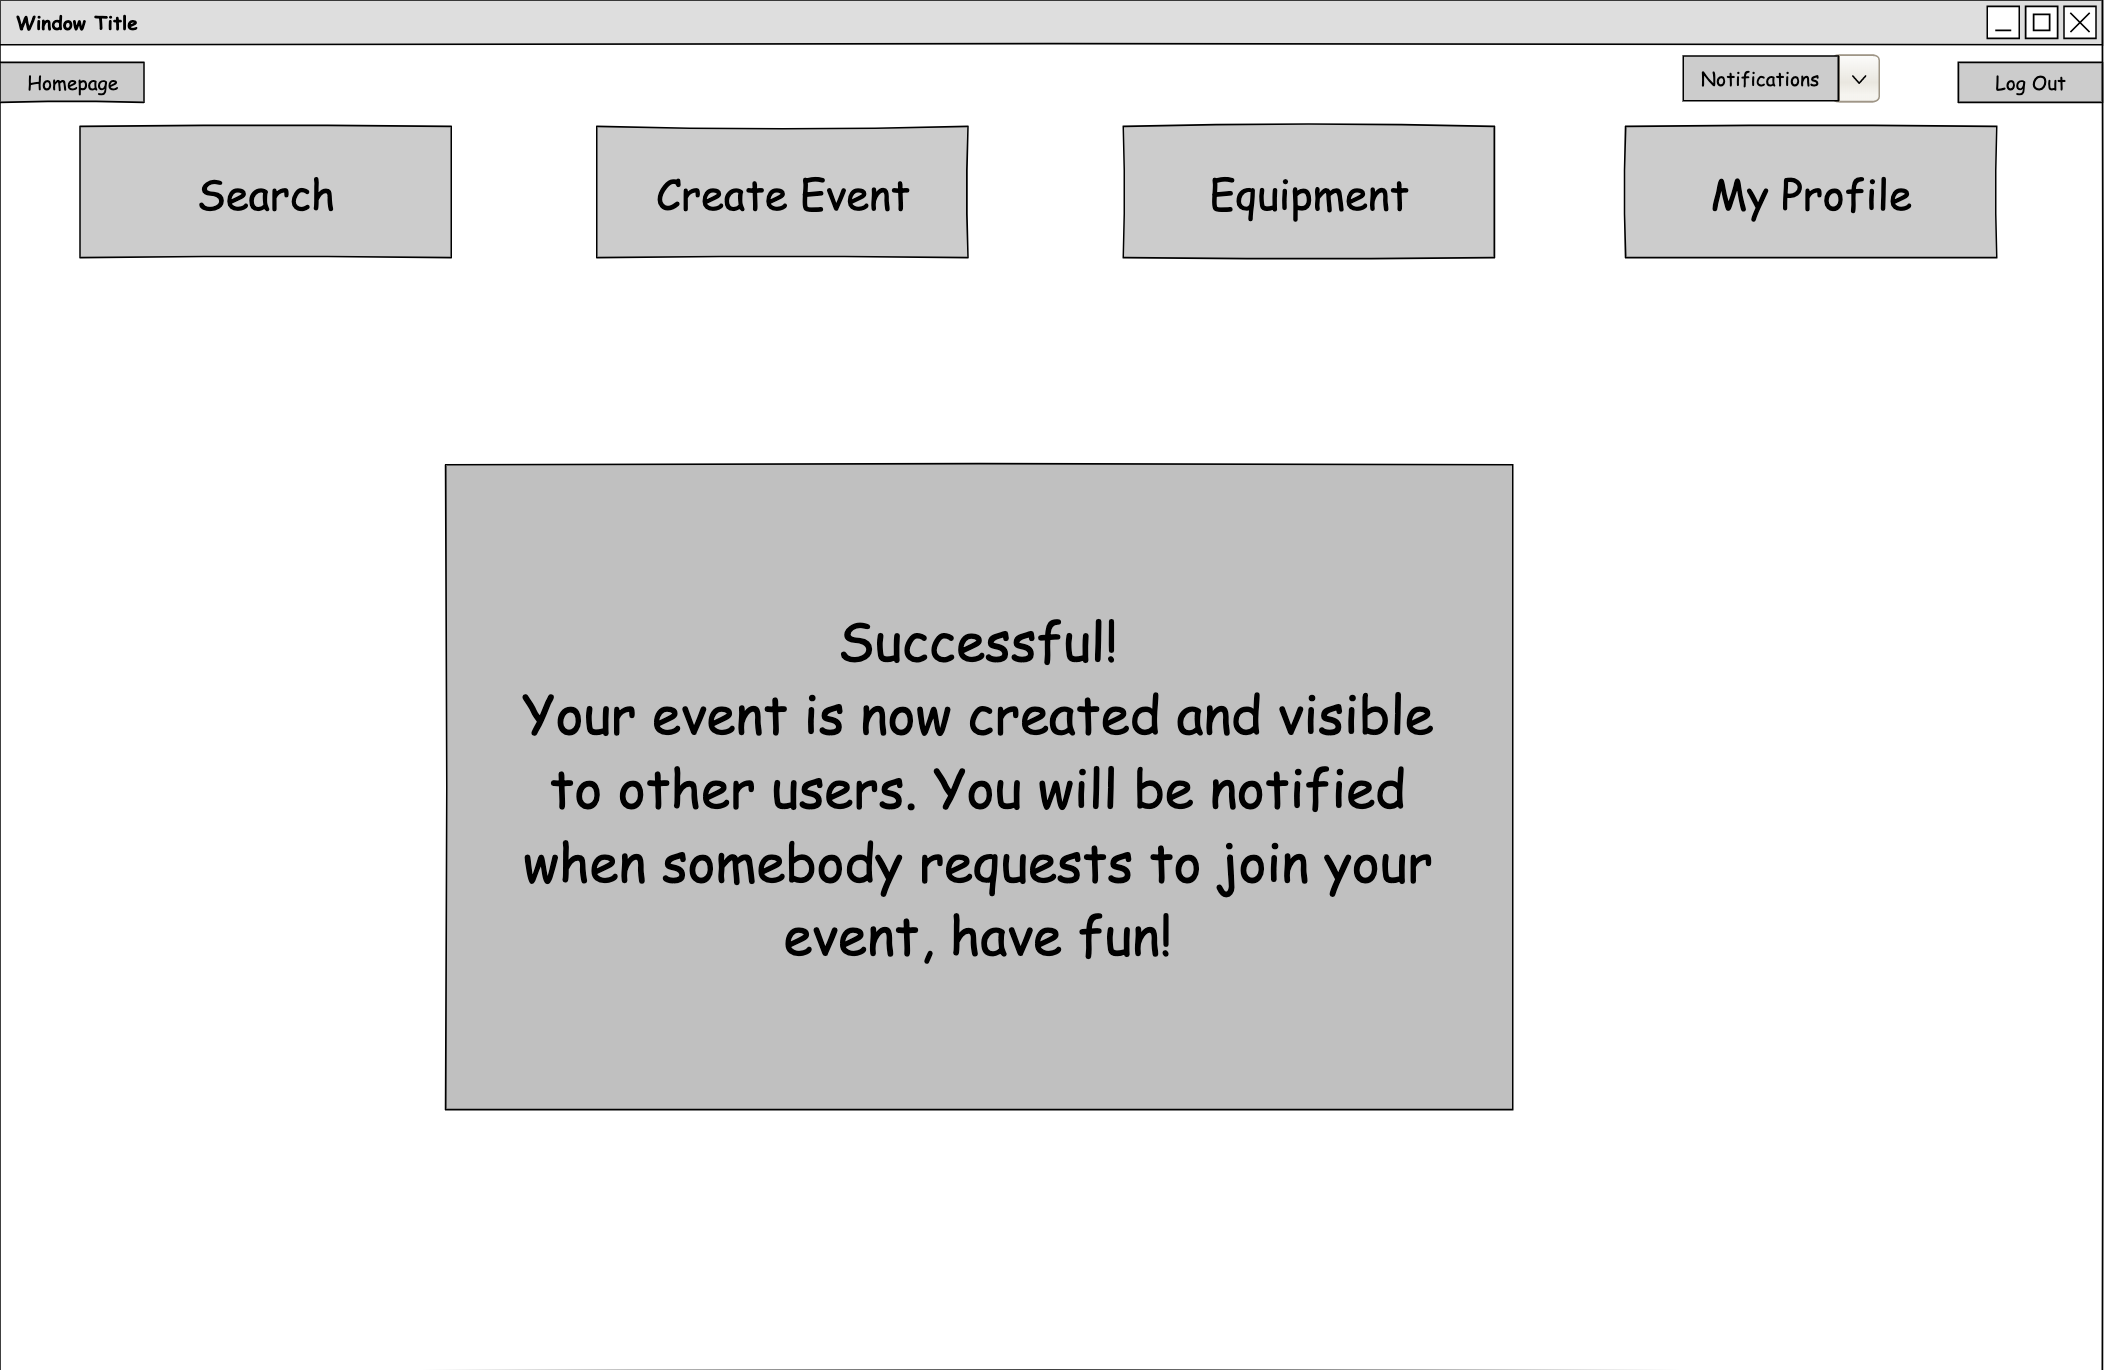 Window Title
Homepage
Notifications
Log Out
Search
Create Event
Equipment
My Profile
Successful!
Your event is now created and visible
to other users. You will be notified
when somebody requests to join your
event, have fun!